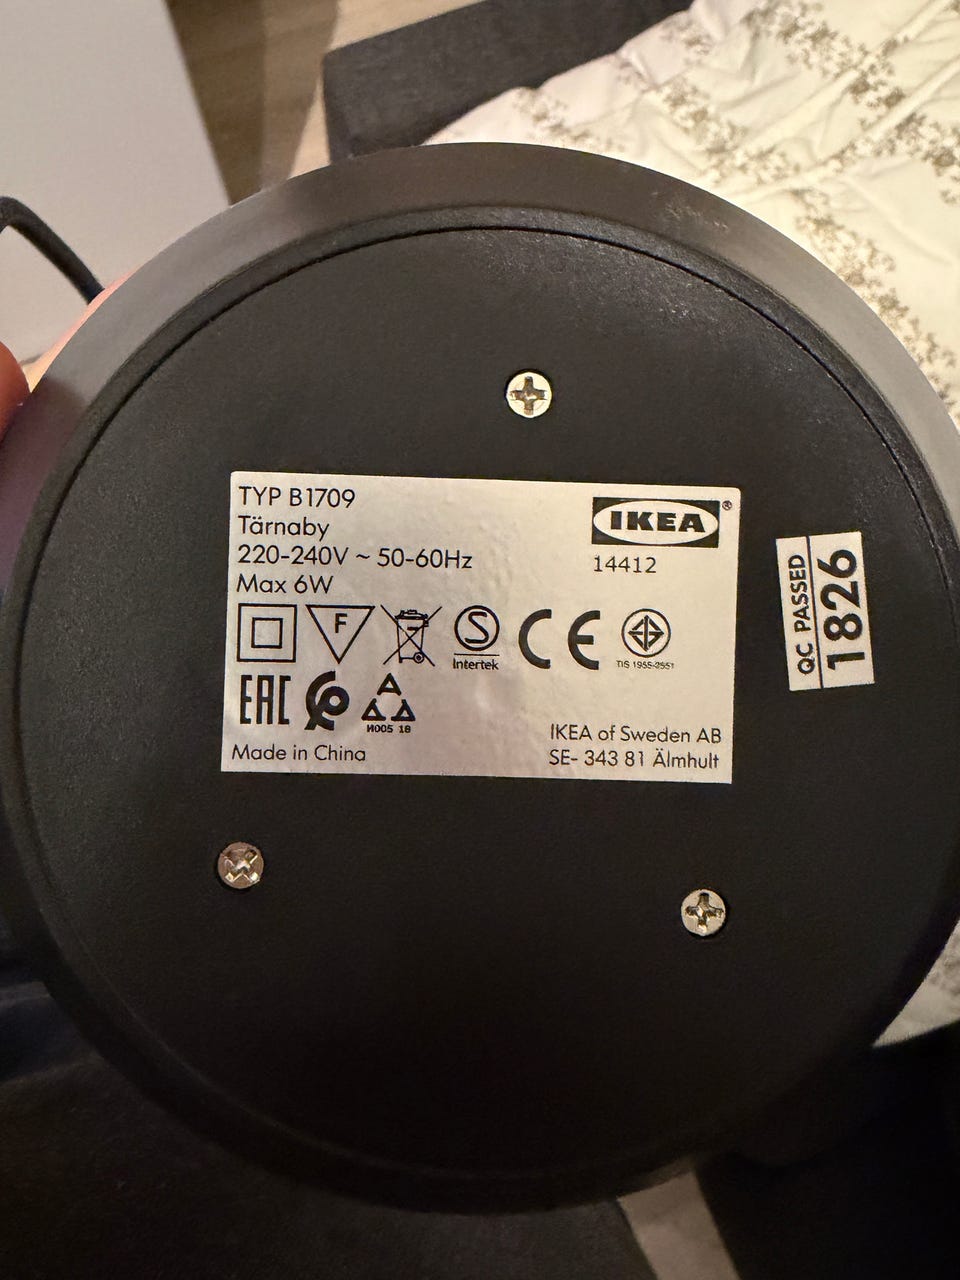 TYP B1709
Tärnaby
220-240V ~ 50-60Hz
Max 6W
IKEA®
14412
F
S
Intertek
CE
TIS 1955-2551
EAC
И005 18
Made in China
IKEA of Sweden AB
SE- 343 81 Älmhult
QC PASSED
1826